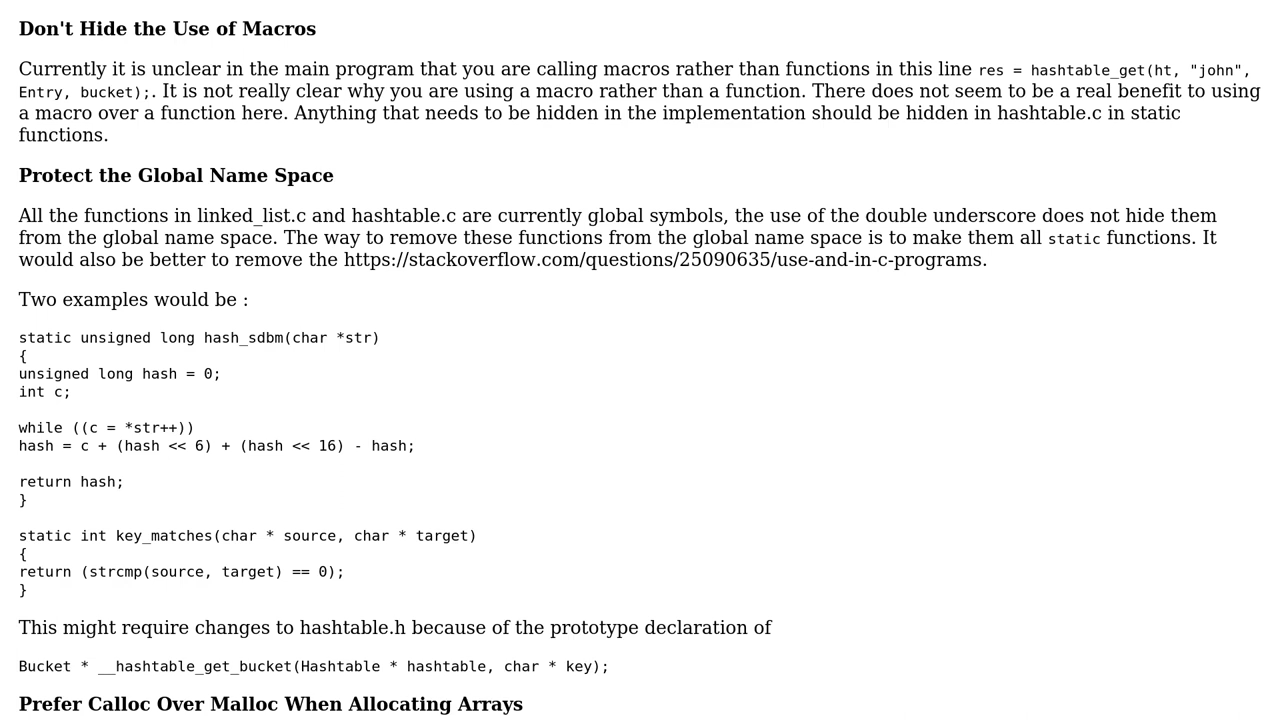 Don't Hide the Use of Macros
Currently it is unclear in the main program that you are calling macros rather than functions in this line res = hashtable_get(ht, "john",
Entry, bucket);. It is not really clear why you are using a macro rather than a function. There does not seem to be a real benefit to using
a macro over a function here. Anything that needs to be hidden in the implementation should be hidden in hashtable.c in static
functions.
Protect the Global Name Space
All the functions in linked_list.c and hashtable.c are currently global symbols, the use of the double underscore does not hide them
from the global name space. The way to remove these functions from the global name space is to make them all static functions. It
would also be better to remove the https://stackoverflow.com/questions/25090635/use-and-in-c-programs.
Two examples would be :
static unsigned long hash_sdbm(char *str)
{
unsigned long hash = 0;
int c;
while ((c = *str++))
hash = c + (hash << 6) + (hash << 16) - hash;
return hash;
}
static int key_matches(char * source, char * target)
{
return (strcmp(source, target) == 0);
}
This might require changes to hashtable.h because of the prototype declaration of
Bucket * __hashtable_get_bucket(Hashtable * hashtable, char * key);
Prefer Calloc Over Malloc When Allocating Arrays